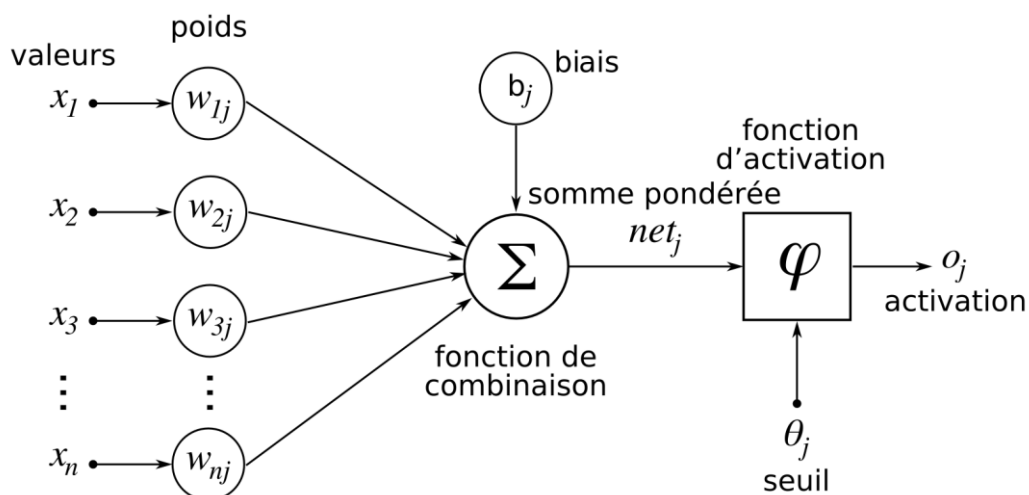 poids
valeurs
x₁
w₁ⱼ
bⱼ
biais
fonction
d’activation
x₂
w₂ⱼ
somme pondérée
netⱼ
Σ
φ
oⱼ
activation
x₃
w₃ⱼ
fonction de
combinaison
⋮
⋮
θⱼ
seuil
xₙ
wₙⱼ